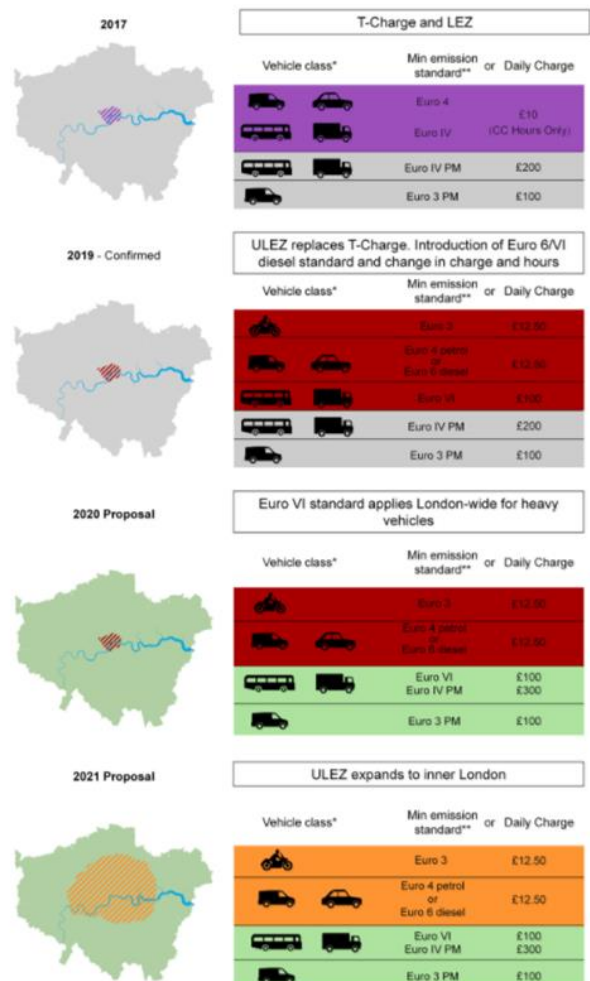 2017
T-Charge and LEZ
Vehicle class* Min emission standard** or Daily Charge
Euro 4
Euro IV
£10
(CC Hours Only)
Euro IV PM £200
Euro 3 PM £100
2019 - Confirmed
ULEZ replaces T-Charge. Introduction of Euro 6/VI
diesel standard and change in charge and hours
Vehicle class* Min emission standard** or Daily Charge
Euro 3 £12.50
Euro 4 petrol
or
Euro 6 diesel
£12.50
Euro VI £100
Euro IV PM £200
Euro 3 PM £100
2020 Proposal
Euro VI standard applies London-wide for heavy
vehicles
Vehicle class* Min emission standard** or Daily Charge
Euro 3 £12.50
Euro 4 petrol
or
Euro 6 diesel
£12.50
Euro VI £100
Euro IV PM £300
Euro 3 PM £100
2021 Proposal
ULEZ expands to inner London
Vehicle class* Min emission standard** or Daily Charge
Euro 3 £12.50
Euro 4 petrol
or
Euro 6 diesel
£12.50
Euro VI £100
Euro IV PM £300
Euro 3 PM £100